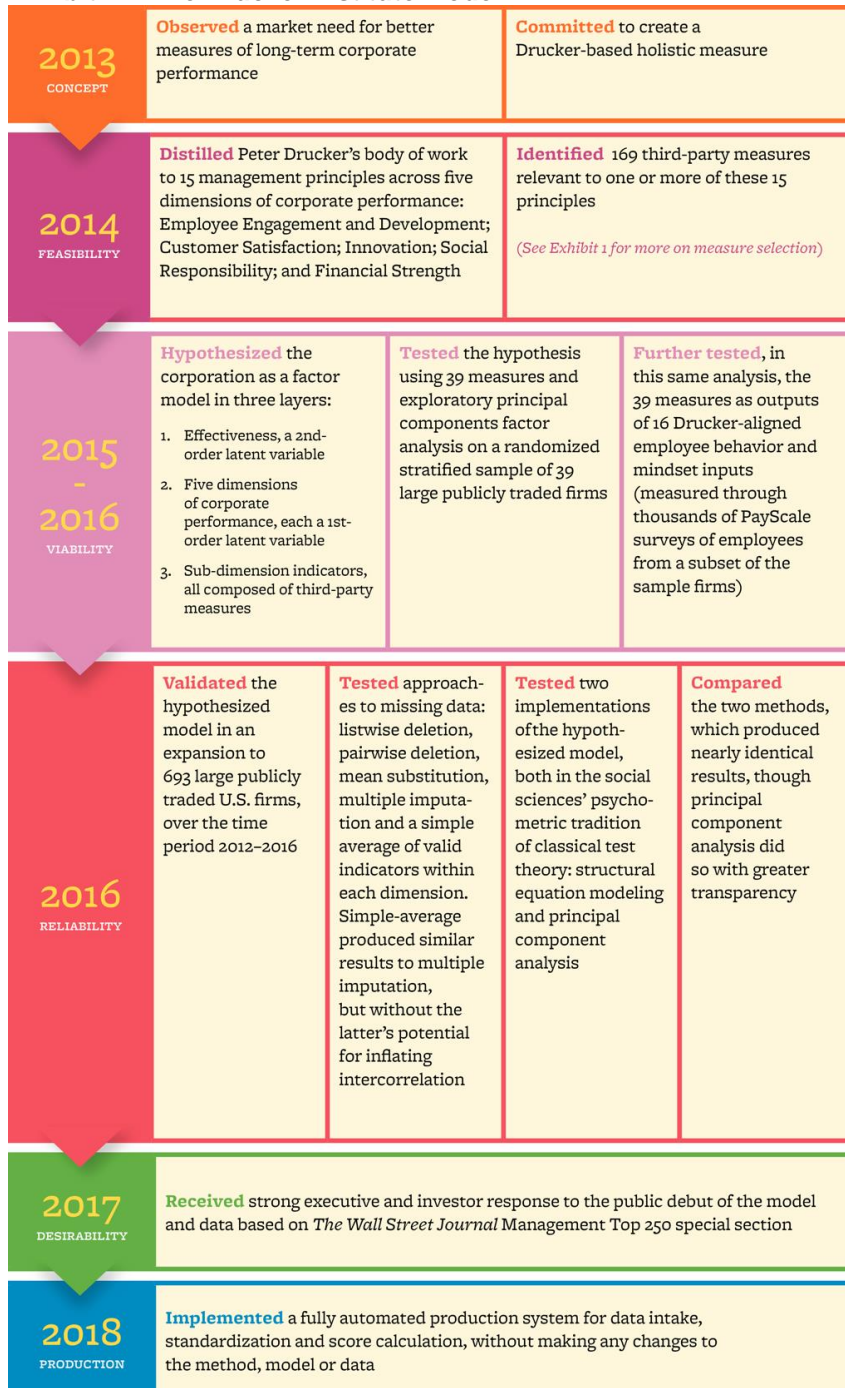 2013
CONCEPT
Observed a market need for better
measures of long-term corporate
performance
Committed to create a
Drucker-based holistic measure
2014
FEASIBILITY
Distilled Peter Drucker’s body of work
to 15 management principles across five
dimensions of corporate performance:
Employee Engagement and Development;
Customer Satisfaction; Innovation; Social
Responsibility; and Financial Strength
Identified 169 third-party measures
relevant to one or more of these 15
principles
(See Exhibit 1 for more on measure selection)
2015
-
2016
VIABILITY
Hypothesized the
corporation as a factor
model in three layers:
1. Effectiveness, a 2nd-
order latent variable
2. Five dimensions
of corporate
performance, each a 1st-
order latent variable
3. Sub-dimension indicators,
all composed of third-party
measures
Tested the hypothesis
using 39 measures and
exploratory principal
components factor
analysis on a randomized
stratified sample of 39
large publicly traded firms
Further tested, in
this same analysis, the
39 measures as outputs
of 16 Drucker-aligned
employee behavior and
mindset inputs
(measured through
thousands of PayScale
surveys of employees
from a subset of the
sample firms)
2016
RELIABILITY
Validated the
hypothesized
model in an
expansion to
693 large publicly
traded U.S. firms,
over the time
period 2012–2016
Tested approach-
es to missing data:
listwise deletion,
pairwise deletion,
mean substitution,
multiple imputa-
tion and a simple
average of valid
indicators within
each dimension.
Simple-average
produced similar
results to multiple
imputation,
but without the
latter’s potential
for inflating
intercorrelation
Tested two
implementations
ofthe hypoth-
esized model,
both in the social
sciences’ psycho-
metric tradition
of classical test
theory: structural
equation modeling
and principal
component
analysis
Compared
the two methods,
which produced
nearly identical
results, though
principal
component
analysis did
so with greater
transparency
2017
DESIRABILITY
Received strong executive and investor response to the public debut of the model
and data based on The Wall Street Journal Management Top 250 special section
2018
PRODUCTION
Implemented a fully automated production system for data intake,
standardization and score calculation, without making any changes to
the method, model or data